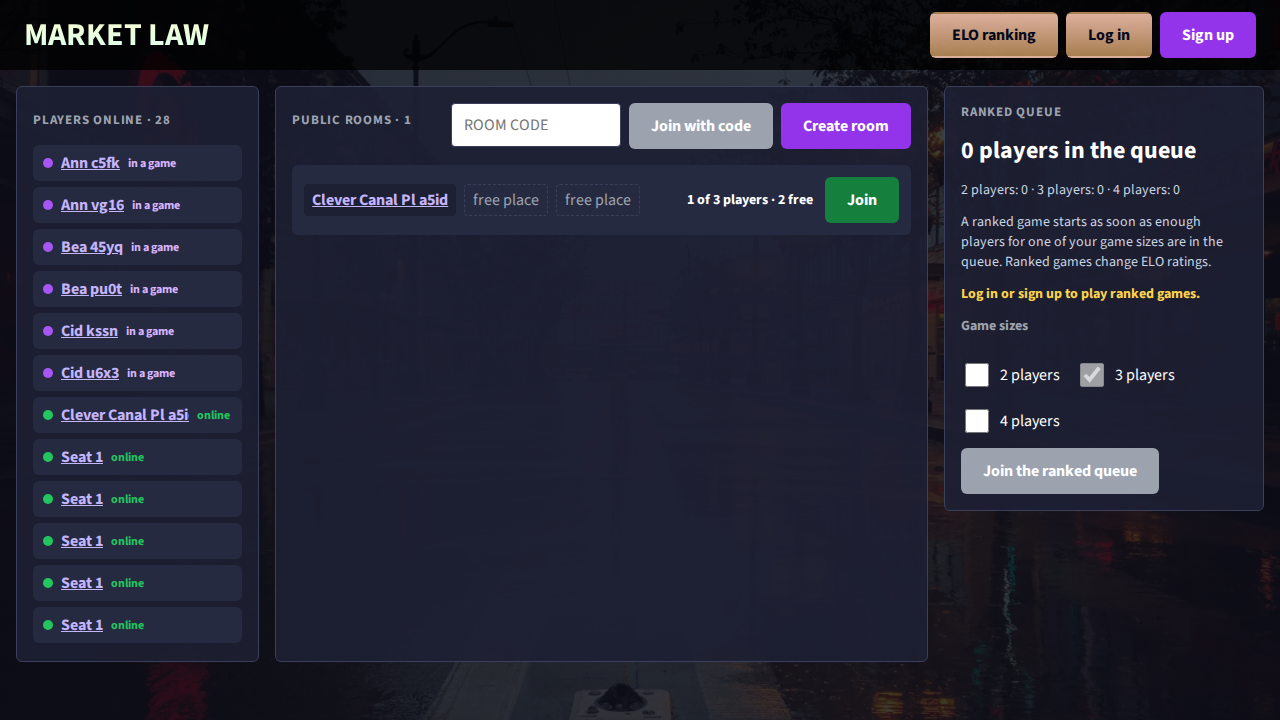 MARKET LAW
ELO ranking
Log in
Sign up
PLAYERS ONLINE · 28
Ann c5fk in a game
Ann vg16 in a game
Bea 45yq in a game
Bea pu0t in a game
Cid kssn in a game
Cid u6x3 in a game
Clever Canal Pl a5i online
Seat 1 online
Seat 1 online
Seat 1 online
Seat 1 online
Seat 1 online
PUBLIC ROOMS · 1
ROOM CODE
Join with code
Create room
Clever Canal Pl a5id
free place
free place
1 of 3 players · 2 free
Join
RANKED QUEUE
0 players in the queue
2 players: 0 · 3 players: 0 · 4 players: 0
A ranked game starts as soon as enough
players for one of your game sizes are in the
queue. Ranked games change ELO ratings.
Log in or sign up to play ranked games.
Game sizes
2 players
3 players
4 players
Join the ranked queue